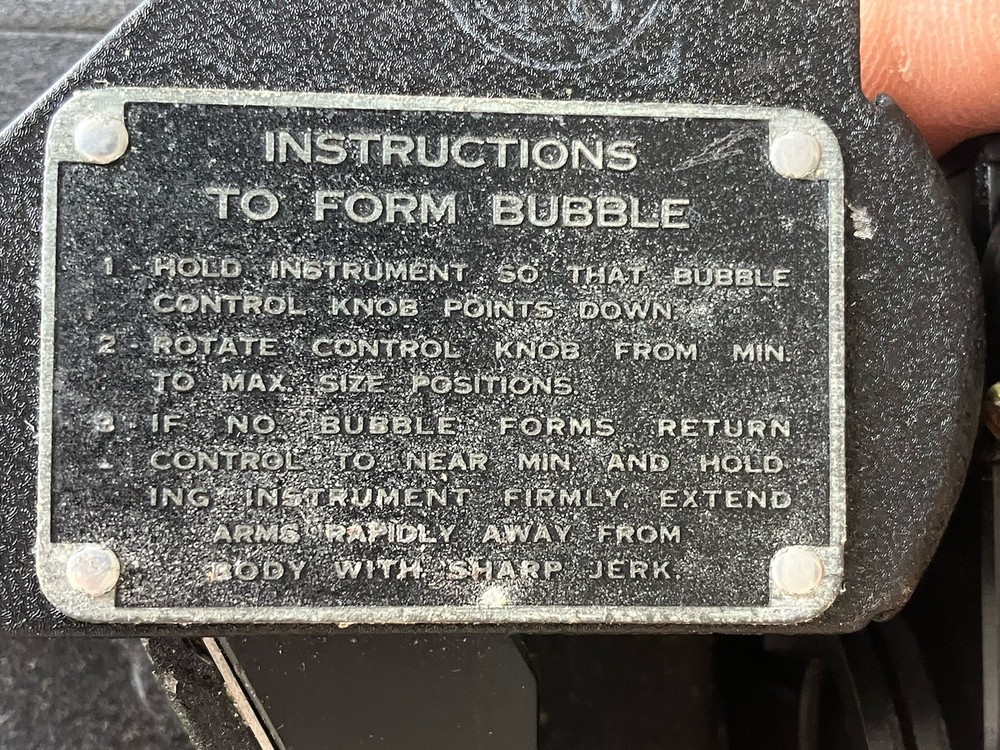 INSTRUCTIONS
TO FORM BUBBLE
1 - HOLD INSTRUMENT SO THAT BUBBLE
CONTROL KNOB POINTS DOWN.
2 - ROTATE CONTROL KNOB FROM MIN.
TO MAX. SIZE POSITIONS.
3 - IF NO BUBBLE FORMS RETURN
CONTROL TO NEAR MIN. AND HOLD-
ING INSTRUMENT FIRMLY, EXTEND
ARMS RAPIDLY AWAY FROM
BODY WITH SHARP JERK.